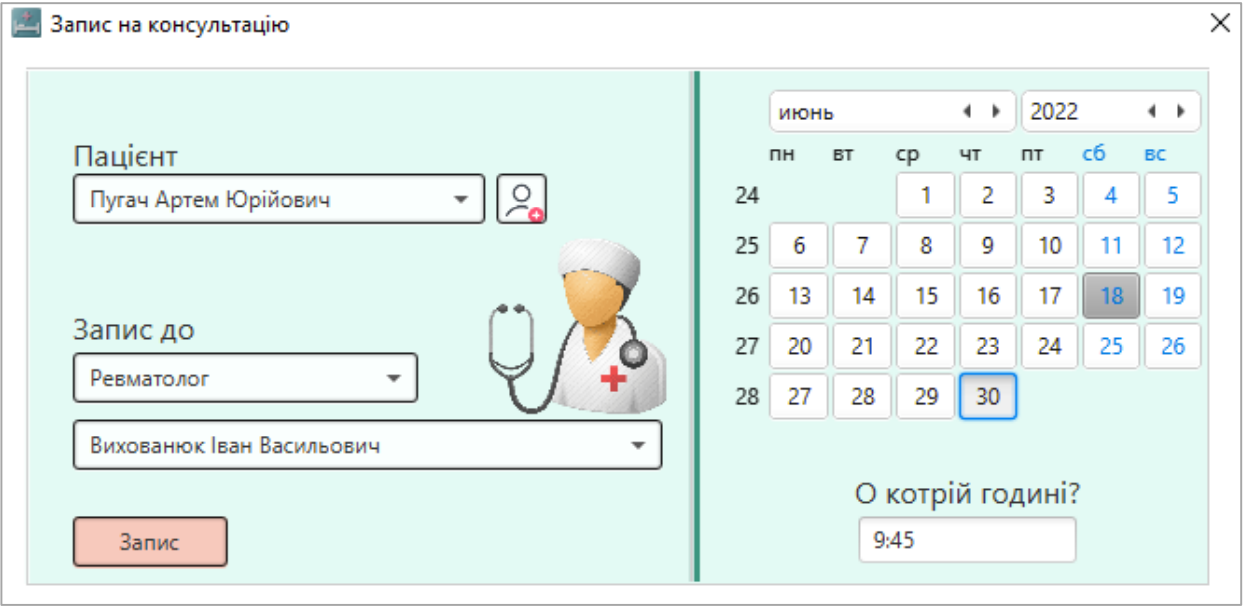 Запис на консультацію
Пацієнт
Пугач Артем Юрійович
Запис до
Ревматолог
Вихованюк Іван Васильович
Запис
июнь 2022
пн вт ср чт пт сб вс
24 1 2 3 4 5
25 6 7 8 9 10 11 12
26 13 14 15 16 17 18 19
27 20 21 22 23 24 25 26
28 27 28 29 30
О котрій годині?
9:45